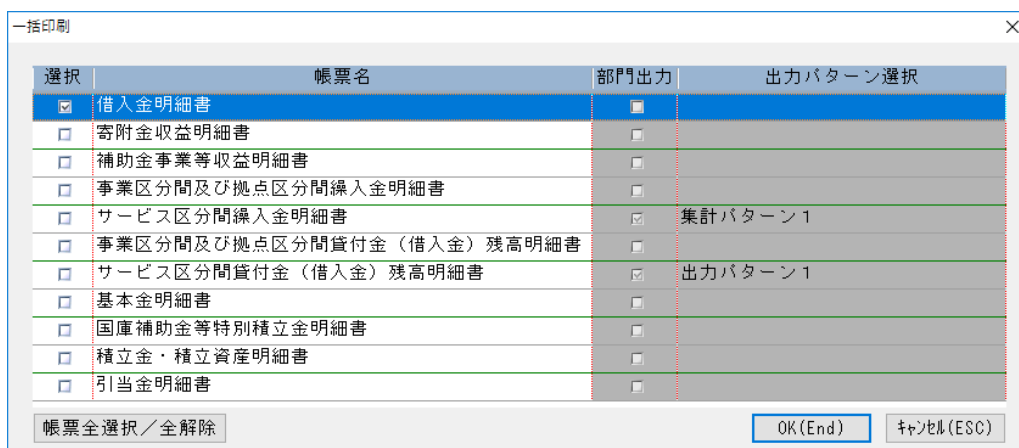 一括印刷
選択 帳票名 部門出力 出力パターン選択
借入金明細書
寄附金収益明細書
補助金事業等収益明細書
事業区分間及び拠点区分間繰入金明細書
サービス区分間繰入金明細書 集計パターン1
事業区分間及び拠点区分間貸付金(借入金)残高明細書
サービス区分間貸付金(借入金)残高明細書 出力パターン1
基本金明細書
国庫補助金等特別積立金明細書
積立金・積立資産明細書
引当金明細書
帳票全選択/全解除 OK(End) キャンセル(ESC)